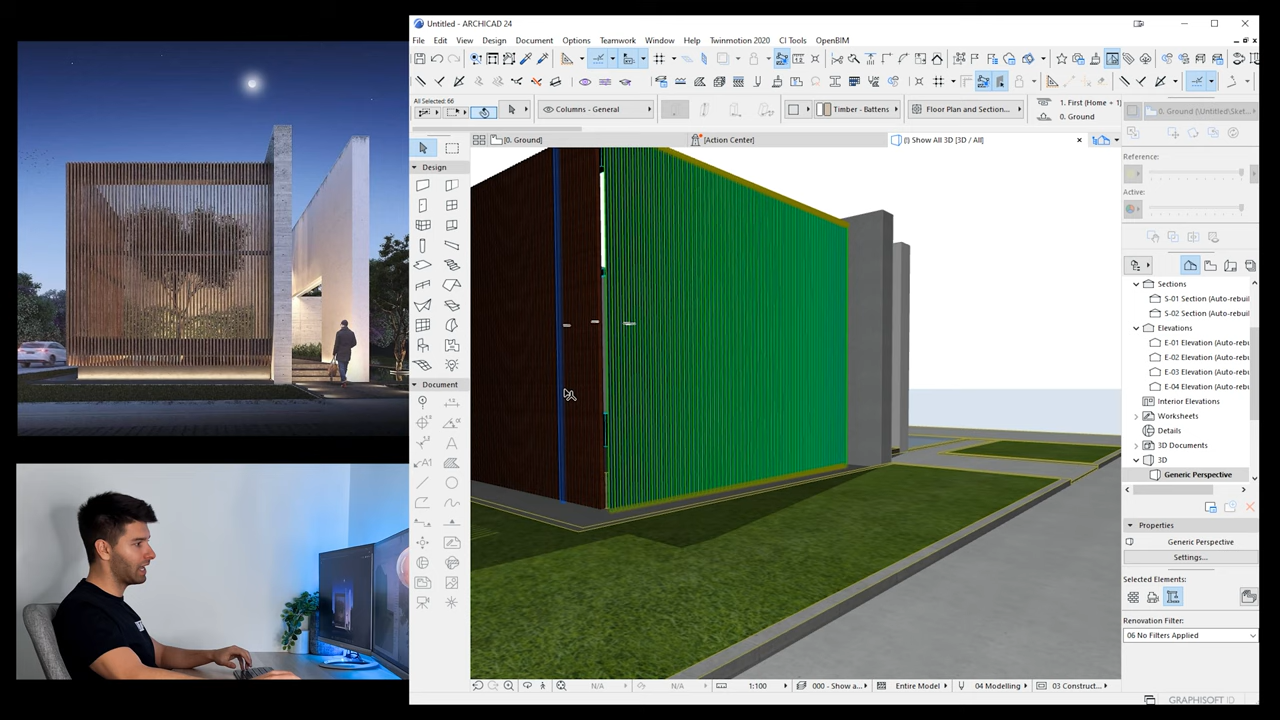 Untitled - ARCHICAD 24
File Edit View Design Document Options Teamwork Window Help Twinmotion 2020 CI Tools OpenBIM
All Selected: 66
Columns - General
Timber - Battens
Floor Plan and Section...
1. First (Home + 1)
0. Ground
0. Ground (\Untitled\Sket
[0. Ground]
[Action Center]
(!) Show All 3D [3D / All]
Design
Reference:
Active:
Sections
S-01 Section (Auto-rebuil
S-02 Section (Auto-rebuil
Elevations
E-01 Elevation (Auto-rebu
E-02 Elevation (Auto-rebu
E-03 Elevation (Auto-rebu
E-04 Elevation (Auto-rebu
Interior Elevations
Worksheets
Details
3D Documents
3D
Generic Perspective
Document
A
A1
Properties
Generic Perspective
Settings...
Selected Elements:
Renovation Filter:
06 No Filters Applied
N/A
N/A
1:100
000 - Show a...
Entire Model
04 Modelling
03 Construct...
GRAPHISOFT ID